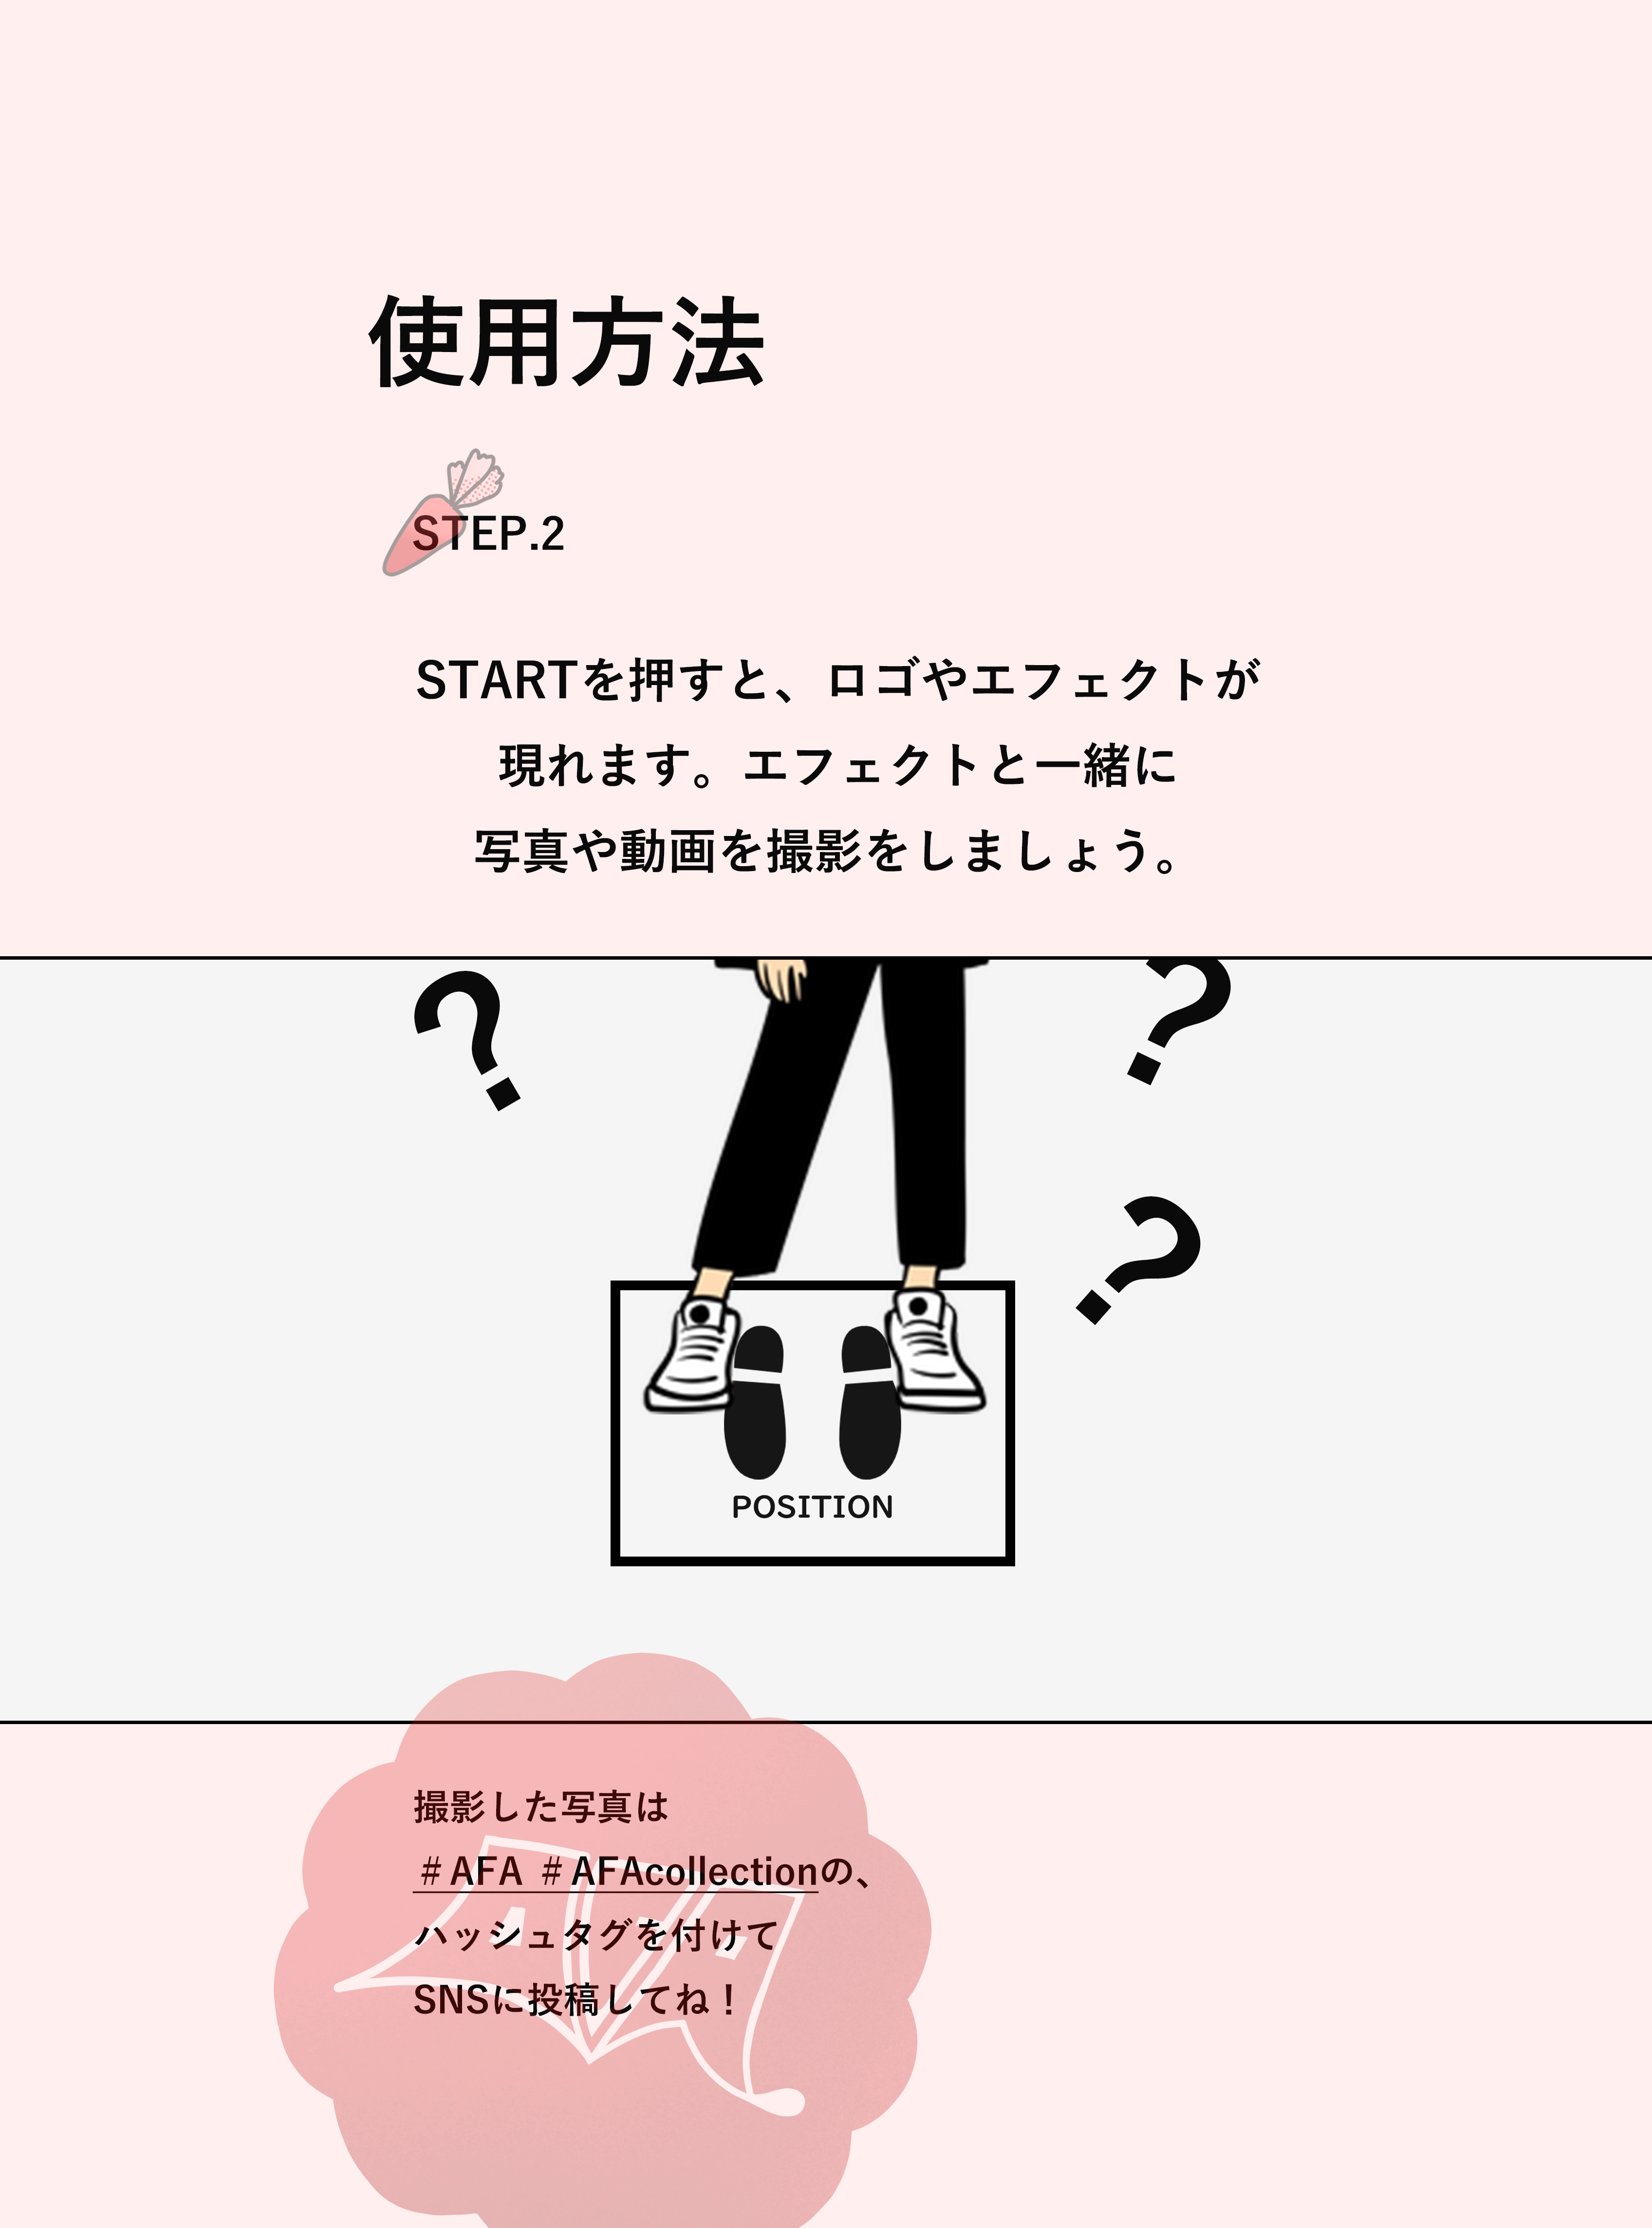 使用方法
STEP.2
STARTを押すと、ロゴやエフェクトが
現れます。エフェクトと一緒に
写真や動画を撮影をしましょう。
?
?
?
POSITION
撮影した写真は
＃AFA ＃AFAcollectionの、
ハッシュタグを付けて
SNSに投稿してね！
AFA